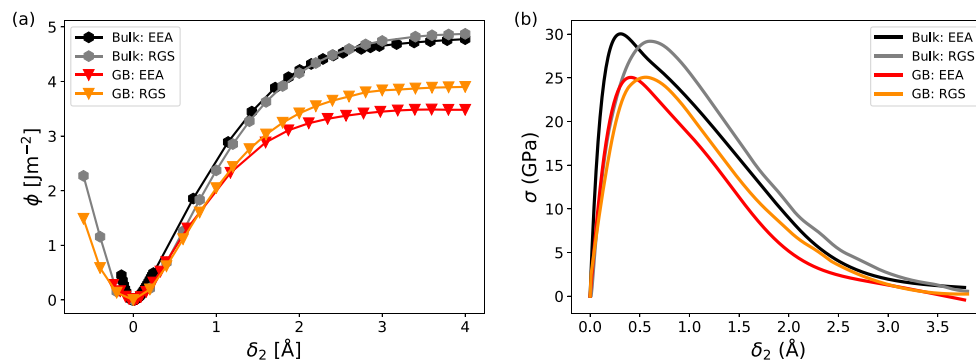 (a)
Bulk: EEA
Bulk: RGS
GB: EEA
GB: RGS
5
4
3
2
1
0
ϕ [Jm⁻²]
0 1 2 3 4
δ₂ [Å]
(b)
Bulk: EEA
Bulk: RGS
GB: EEA
GB: RGS
30
25
20
15
10
5
0
σ (GPa)
0.0 0.5 1.0 1.5 2.0 2.5 3.0 3.5
δ₂ (Å)